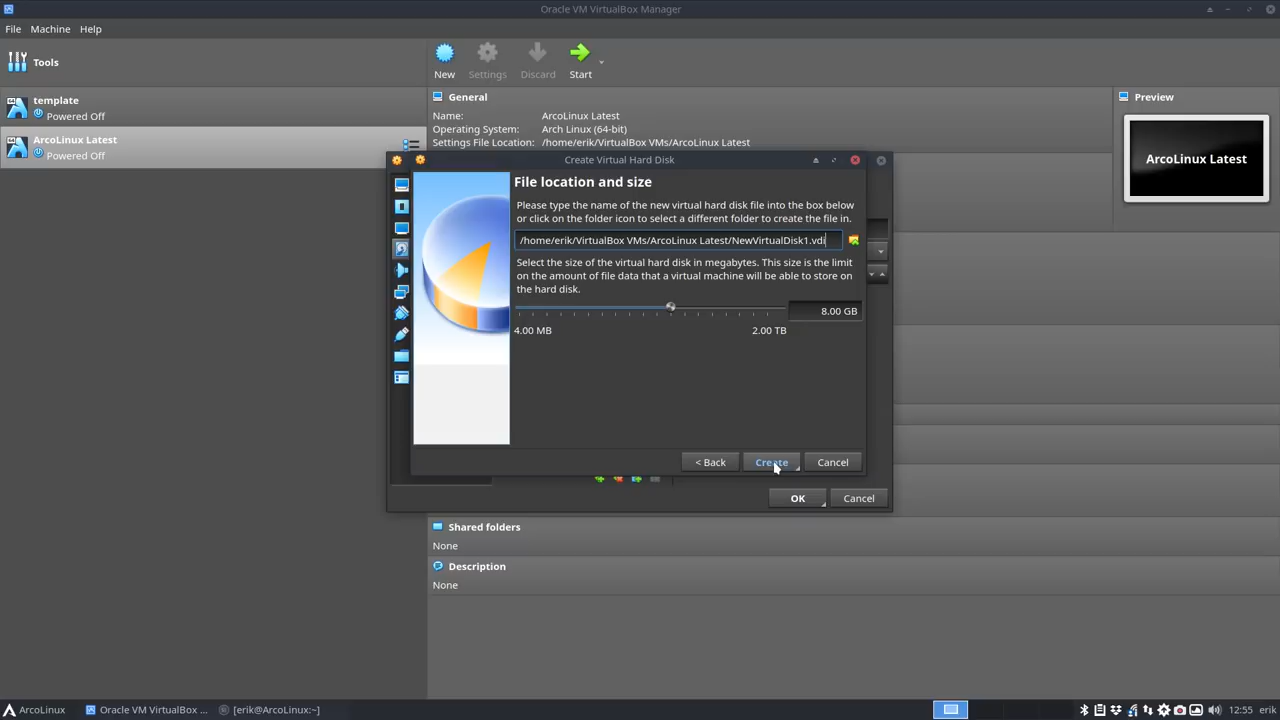 Oracle VM VirtualBox Manager
File Machine Help
Tools
New Settings Discard Start
template
Powered Off
ArcoLinux Latest
Powered Off
General
Name: ArcoLinux Latest
Operating System: Arch Linux (64-bit)
Settings File Location: /home/erik/VirtualBox VMs/ArcoLinux Latest
Preview
ArcoLinux Latest
Create Virtual Hard Disk
File location and size
Please type the name of the new virtual hard disk file into the box below
or click on the folder icon to select a different folder to create the file in.
/home/erik/VirtualBox VMs/ArcoLinux Latest/NewVirtualDisk1.vdi
Select the size of the virtual hard disk in megabytes. This size is the limit
on the amount of file data that a virtual machine will be able to store on
the hard disk.
8.00 GB
4.00 MB 2.00 TB
< Back Create Cancel
OK Cancel
Shared folders
None
Description
None
ArcoLinux Oracle VM VirtualBox ... [erik@ArcoLinux:~] 12:55 erik